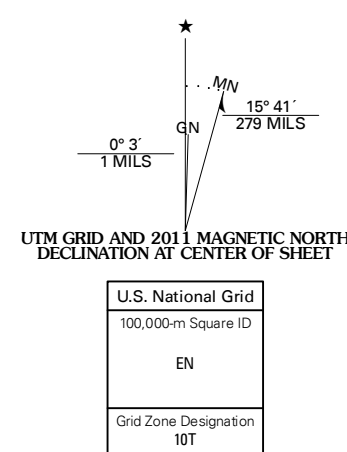 ★
MN
GN
15° 41´
279 MILS
0° 3´
1 MILS
UTM GRID AND 2011 MAGNETIC NORTH
DECLINATION AT CENTER OF SHEET
U.S. National Grid
100,000-m Square ID
EN
Grid Zone Designation
10T